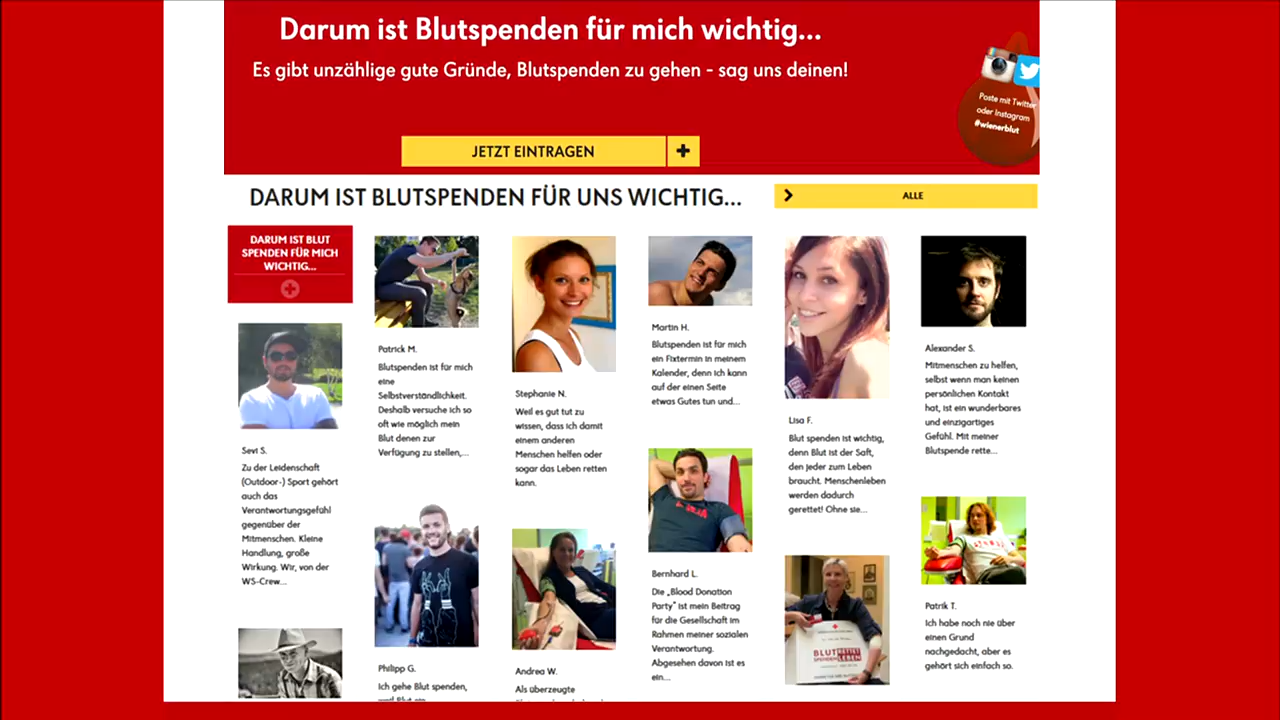 Darum ist Blutspenden für mich wichtig...
Es gibt unzählige gute Gründe, Blutspenden zu gehen - sag uns deinen!
Poste mit Twitter
oder Instagram
#wienerblut
JETZT EINTRAGEN
DARUM IST BLUTSPENDEN FÜR UNS WICHTIG...
ALLE
DARUM IST BLUT
SPENDEN FÜR MICH
WICHTIG...
Sevi S.
Zu der Leidenschaft
(Outdoor-) Sport gehört
auch das
Verantwortungsgefühl
gegenüber der
Mitmenschen. Kleine
Handlung, große
Wirkung. Wir, von der
WS-Crew...
Patrick M.
Blutspenden ist für mich
eine
Selbstverständlichkeit.
Deshalb versuche ich so
oft wie möglich mein
Blut denen zur
Verfügung zu stellen,...
Philipp G.
Ich gehe Blut spenden,
Stephanie N.
Weil es gut tut zu
wissen, dass ich damit
einem anderen
Menschen helfen oder
sogar das Leben retten
kann.
Andrea W.
Als überzeugte
Martin H.
Blutspenden ist für mich
ein Fixtermin in meinem
Kalender, denn ich kann
auf der einen Seite
etwas Gutes tun und...
Bernhard L.
Die „Blood Donation
Party" ist mein Beitrag
für die Gesellschaft im
Rahmen meiner sozialen
Verantwortung.
Abgesehen davon ist es
ein...
Lisa F.
Blut spenden ist wichtig,
denn Blut ist der Saft,
den jeder zum Leben
braucht. Menschenleben
werden dadurch
gerettet! Ohne sie...
BLUT RETTET
SPENDEN LEBEN
Alexander S.
Mitmenschen zu helfen,
selbst wenn man keinen
persönlichen Kontakt
hat, ist ein wunderbares
und einzigartiges
Gefühl. Mit meiner
Blutspende rette...
Patrik T.
Ich habe noch nie über
einen Grund
nachgedacht, aber es
gehört sich einfach so.